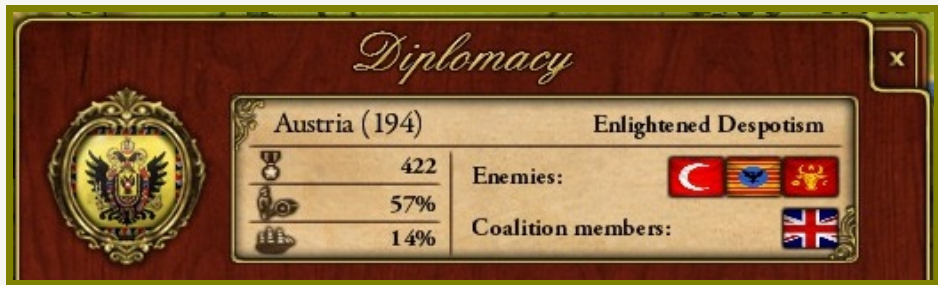 Diplomacy
x
Austria (194) Enlightened Despotism
422
57%
14%
Enemies:
Coalition members: